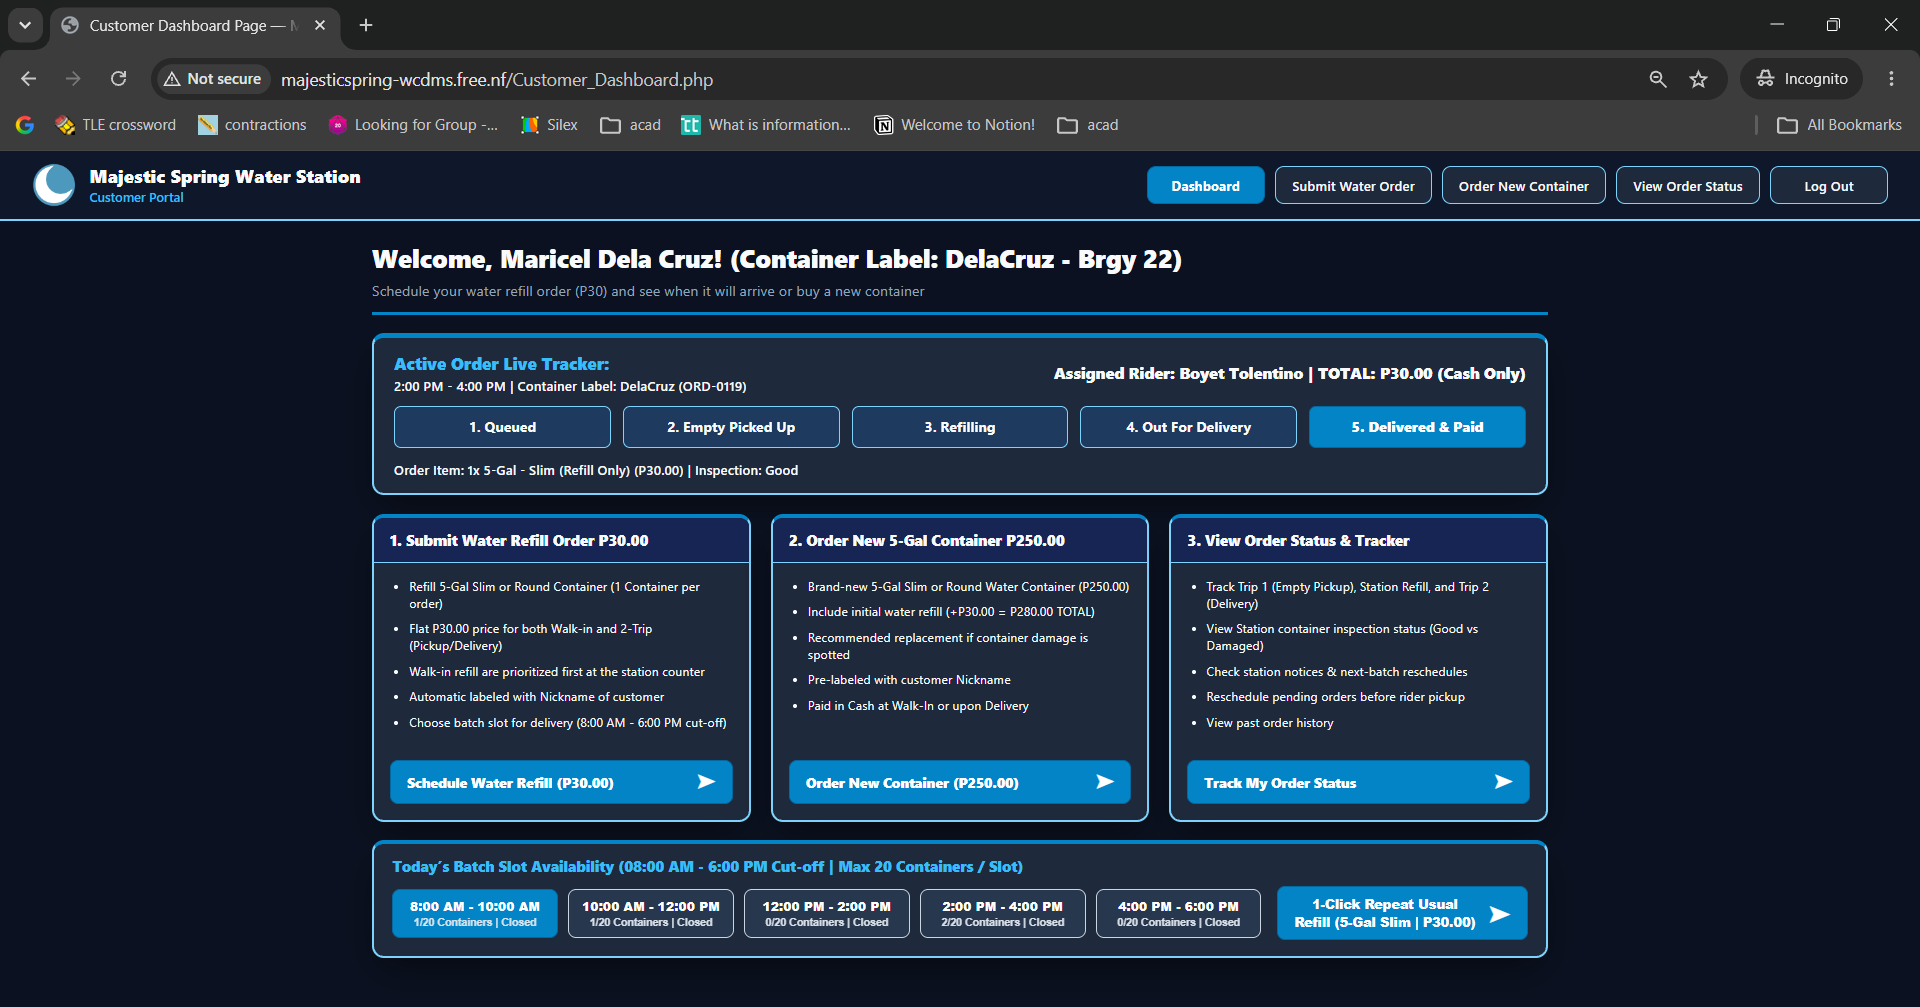 Customer Dashboard Page —
Not secure
majesticspring-wcdms.free.nf/Customer_Dashboard.php
Incognito
TLE crossword
contractions
Looking for Group -...
Silex
acad
What is information...
Welcome to Notion!
acad
All Bookmarks
Majestic Spring Water Station
Customer Portal
Dashboard
Submit Water Order
Order New Container
View Order Status
Log Out
Welcome, Maricel Dela Cruz! (Container Label: DelaCruz - Brgy 22)
Schedule your water refill order (P30) and see when it will arrive or buy a new container
Active Order Live Tracker:
2:00 PM - 4:00 PM | Container Label: DelaCruz (ORD-0119)
Assigned Rider: Boyet Tolentino | TOTAL: P30.00 (Cash Only)
1. Queued
2. Empty Picked Up
3. Refilling
4. Out For Delivery
5. Delivered & Paid
Order Item: 1x 5-Gal - Slim (Refill Only) (P30.00) | Inspection: Good
1. Submit Water Refill Order P30.00
• Refill 5-Gal Slim or Round Container (1 Container per
order)
• Flat P30.00 price for both Walk-in and 2-Trip
(Pickup/Delivery)
• Walk-in refill are prioritized first at the station counter
• Automatic labeled with Nickname of customer
• Choose batch slot for delivery (8:00 AM - 6:00 PM cut-off)
Schedule Water Refill (P30.00)
2. Order New 5-Gal Container P250.00
• Brand-new 5-Gal Slim or Round Water Container (P250.00)
• Include initial water refill (+P30.00 = P280.00 TOTAL)
• Recommended replacement if container damage is
spotted
• Pre-labeled with customer Nickname
• Paid in Cash at Walk-In or upon Delivery
Order New Container (P250.00)
3. View Order Status & Tracker
• Track Trip 1 (Empty Pickup), Station Refill, and Trip 2
(Delivery)
• View Station container inspection status (Good vs
Damaged)
• Check station notices & next-batch reschedules
• Reschedule pending orders before rider pickup
• View past order history
Track My Order Status
Today´s Batch Slot Availability (08:00 AM - 6:00 PM Cut-off | Max 20 Containers / Slot)
8:00 AM - 10:00 AM
1/20 Containers | Closed
10:00 AM - 12:00 PM
1/20 Containers | Closed
12:00 PM - 2:00 PM
0/20 Containers | Closed
2:00 PM - 4:00 PM
2/20 Containers | Closed
4:00 PM - 6:00 PM
0/20 Containers | Closed
1-Click Repeat Usual
Refill (5-Gal Slim | P30.00)